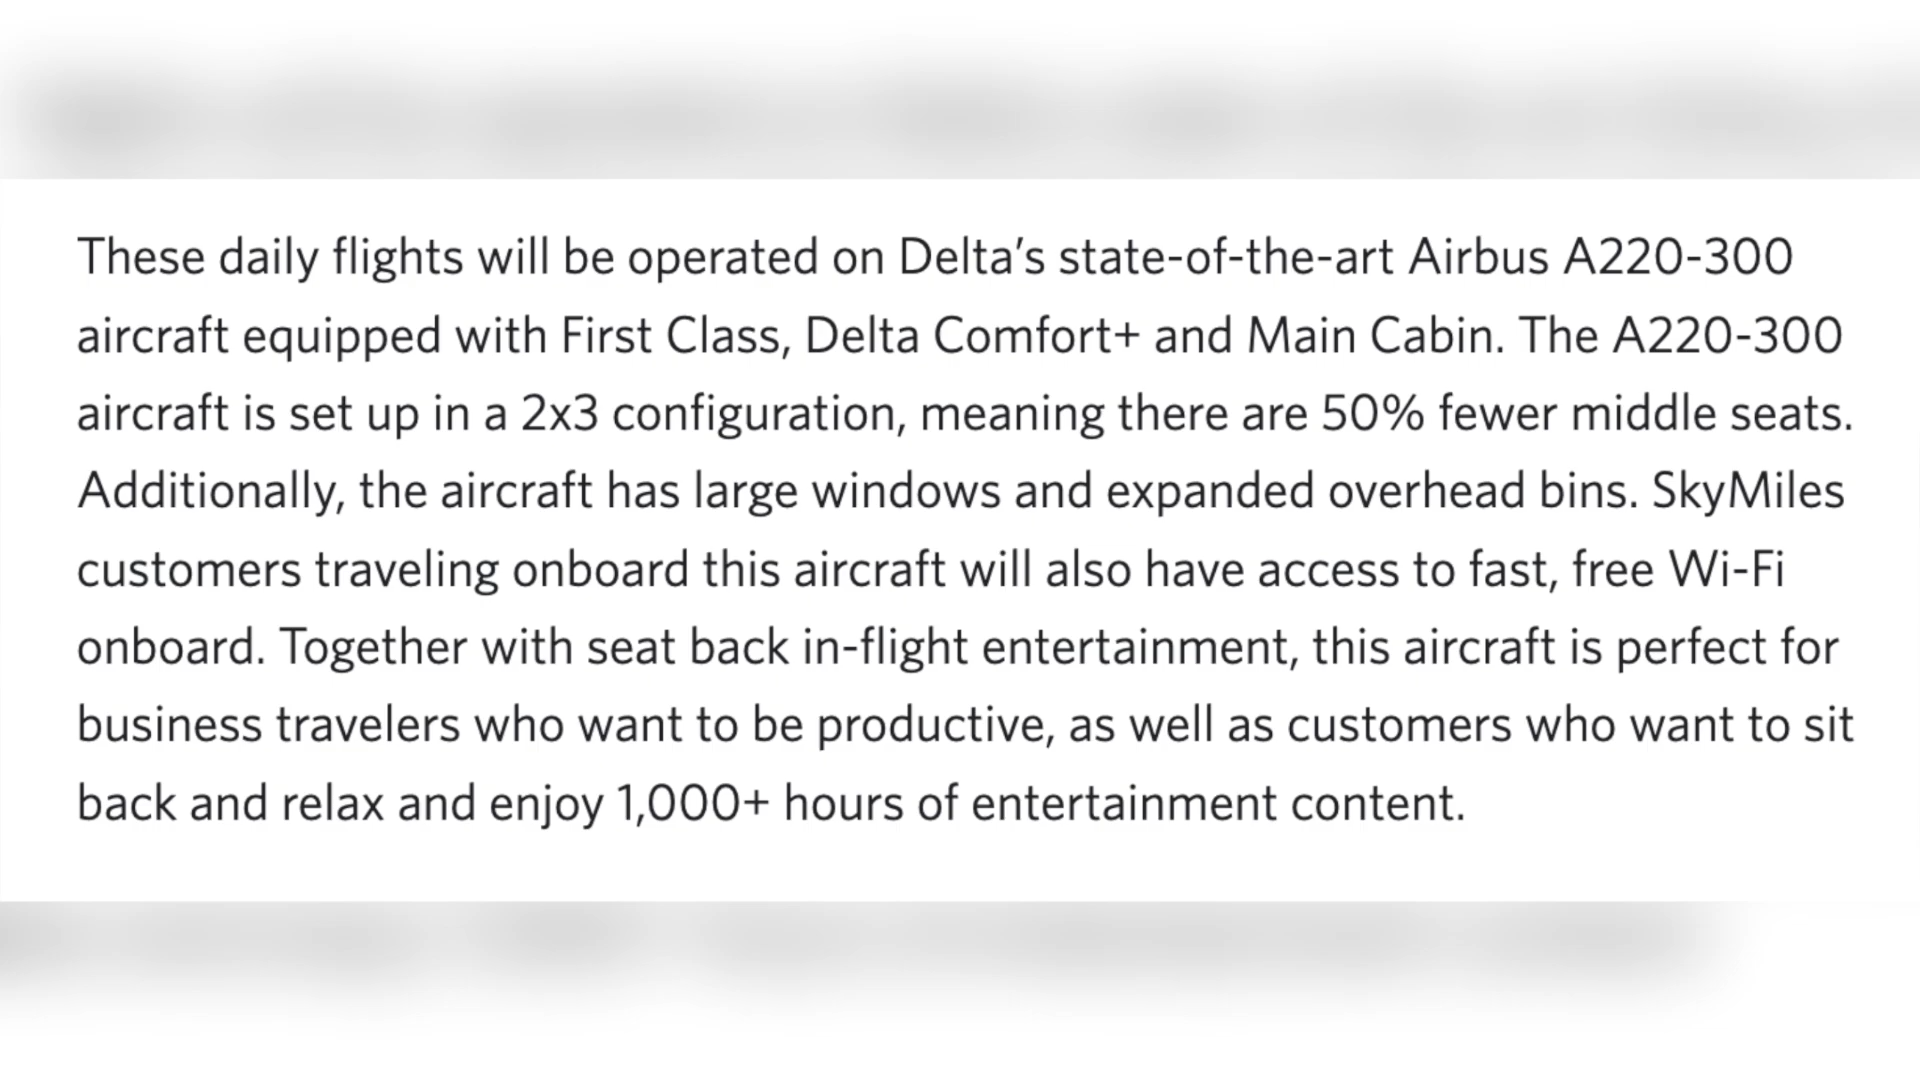 These daily flights will be operated on Delta’s state-of-the-art Airbus A220-300
aircraft equipped with First Class, Delta Comfort+ and Main Cabin. The A220-300
aircraft is set up in a 2x3 configuration, meaning there are 50% fewer middle seats.
Additionally, the aircraft has large windows and expanded overhead bins. SkyMiles
customers traveling onboard this aircraft will also have access to fast, free Wi-Fi
onboard. Together with seat back in-flight entertainment, this aircraft is perfect for
business travelers who want to be productive, as well as customers who want to sit
back and relax and enjoy 1,000+ hours of entertainment content.